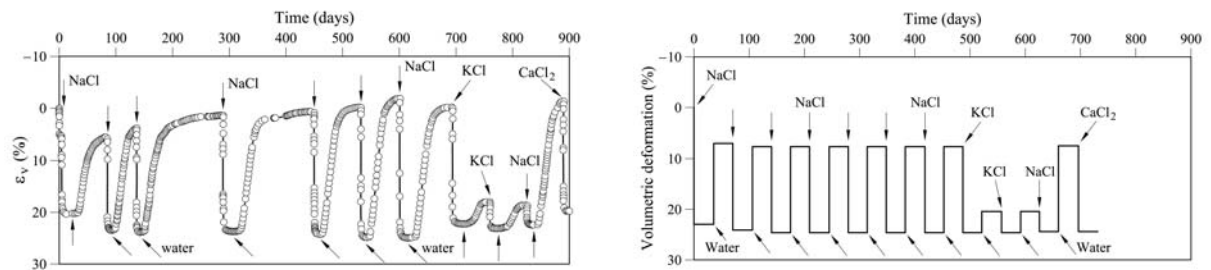 Time (days)
0 100 200 300 400 500 600 700 800 900
−10
0
10
20
30
εv (%)
NaCl
NaCl
NaCl
KCl
CaCl2
KCl
NaCl
water
water
Time (days)
0 100 200 300 400 500 600 700 800 900
−10
0
10
20
30
Volumetric deformation (%)
NaCl
NaCl
NaCl
KCl
CaCl2
KCl
NaCl
Water
Water